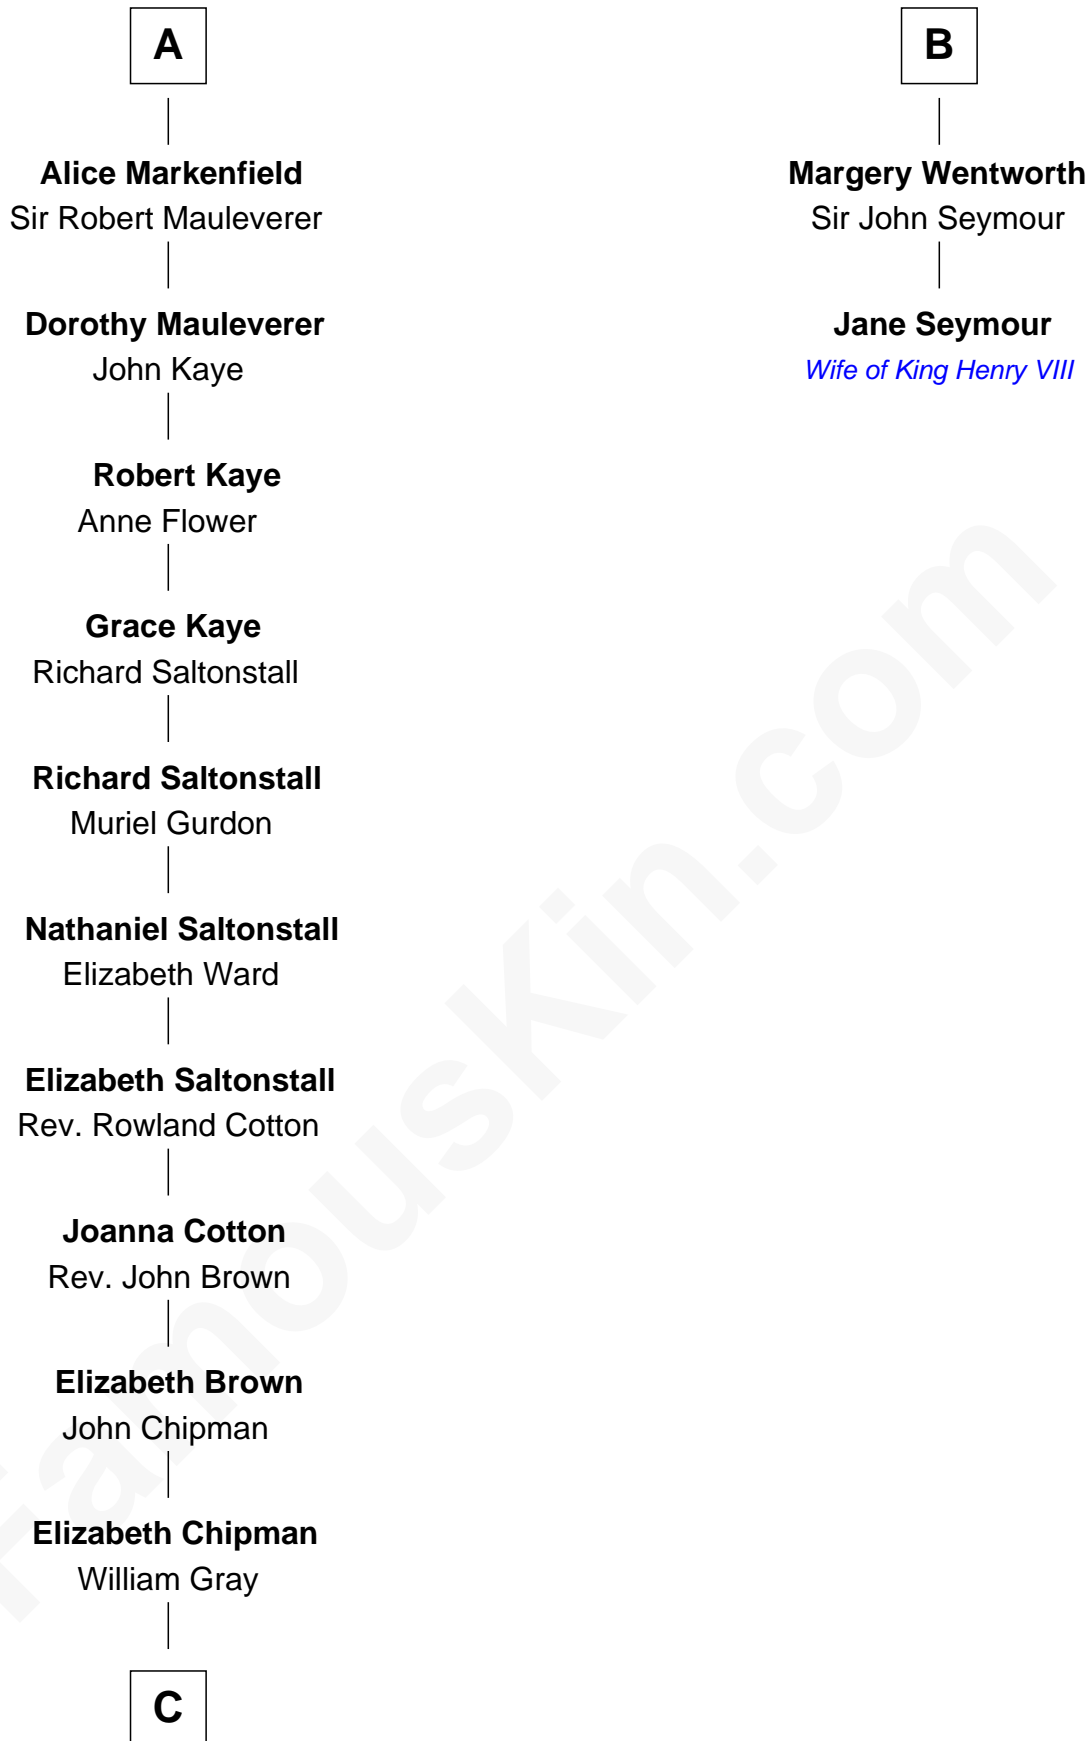 A
Alice Markenfield
Sir Robert Mauleverer
Dorothy Mauleverer
John Kaye
Robert Kaye
Anne Flower
Grace Kaye
Richard Saltonstall
Richard Saltonstall
Muriel Gurdon
Nathaniel Saltonstall
Elizabeth Ward
Elizabeth Saltonstall
Rev. Rowland Cotton
Joanna Cotton
Rev. John Brown
Elizabeth Brown
John Chipman
Elizabeth Chipman
William Gray
C
B
Margery Wentworth
Sir John Seymour
Jane Seymour
Wife of King Henry VIII
FamousKin.com